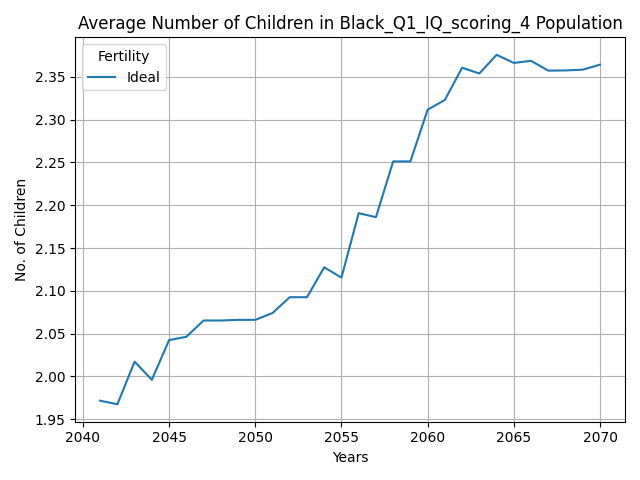 Average Number of Children in Black_Q1_IQ_scoring_4 Population
Fertility
Ideal
No. of Children
2.35
2.30
2.25
2.20
2.15
2.10
2.05
2.00
1.95
2040 2045 2050 2055 2060 2065 2070
Years